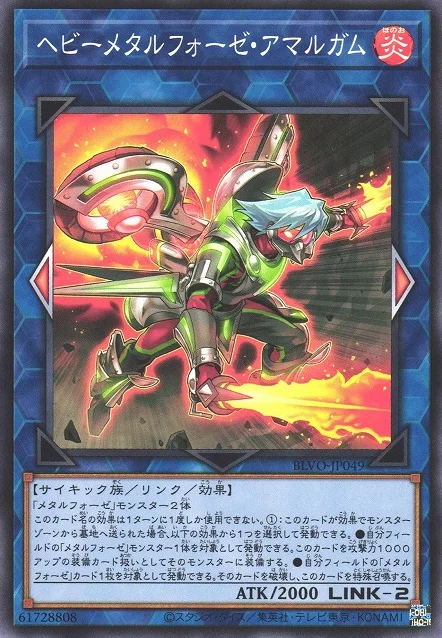 ヘビーメタルフォーゼ・アマルガム
炎
BLVO-JP049
【サイキック族/リンク/効果】
「メタルフォーゼ」モンスター2体
このカード名の効果は1ターンに1度しか使用できない。①:このカードが効果でモンスター
ゾーンから墓地へ送られた場合、以下の効果から1つを選択して発動できる。●自分フィ
ールドの「メタルフォーゼ」モンスター1体を対象として発動できる。このカードを攻撃力1000
アップの装備カード扱いとしてそのモンスターに装備する。●自分フィールドの「メタル
フォーゼ」カード1枚を対象として発動できる。そのカードを破壊し、このカードを特殊召喚する。
ATK/2000 LINK-2
61728808 ©スタジオ・ダイス/集英社・テレビ東京・KONAMI